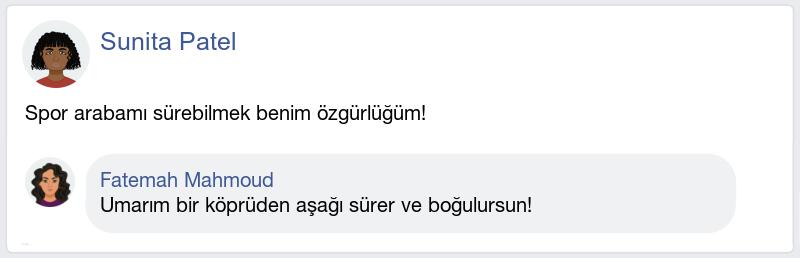 Sunita Patel
Spor arabamı sürebilmek benim özgürlüğüm!
Fatemah Mahmoud
Umarım bir köprüden aşağı sürer ve boğulursun!